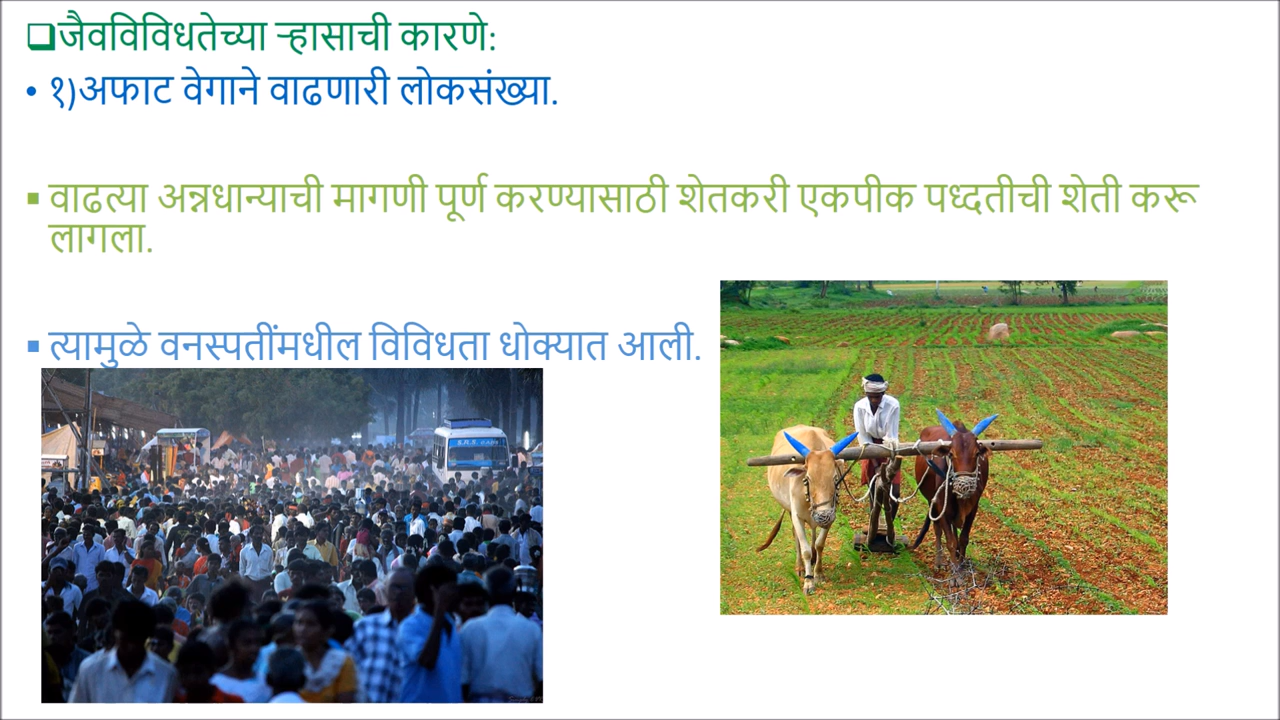 ❑जैवविविधतेच्या ऱ्हासाची कारणे:
• १)अफाट वेगाने वाढणारी लोकसंख्या.
▪ वाढत्या अन्नधान्याची मागणी पूर्ण करण्यासाठी शेतकरी एकपीक पध्दतीची शेती करू
लागला.
▪ त्यामुळे वनस्पतींमधील विविधता धोक्यात आली.